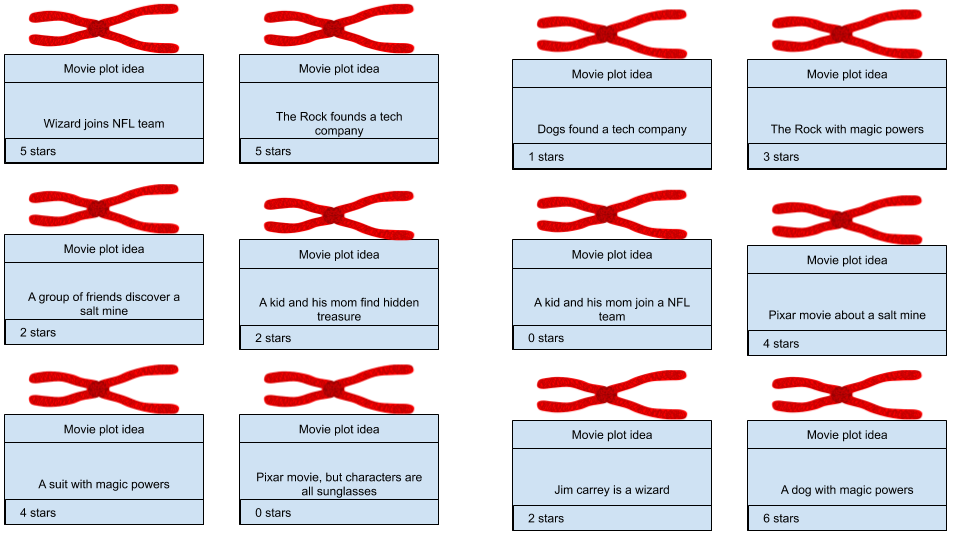 Movie plot idea
Wizard joins NFL team
5 stars
Movie plot idea
The Rock founds a tech
company
5 stars
Movie plot idea
Dogs found a tech company
1 stars
Movie plot idea
The Rock with magic powers
3 stars
Movie plot idea
A group of friends discover a
salt mine
2 stars
Movie plot idea
A kid and his mom find hidden
treasure
2 stars
Movie plot idea
A kid and his mom join a NFL
team
0 stars
Movie plot idea
Pixar movie about a salt mine
4 stars
Movie plot idea
A suit with magic powers
4 stars
Movie plot idea
Pixar movie, but characters are
all sunglasses
0 stars
Movie plot idea
Jim carrey is a wizard
2 stars
Movie plot idea
A dog with magic powers
6 stars